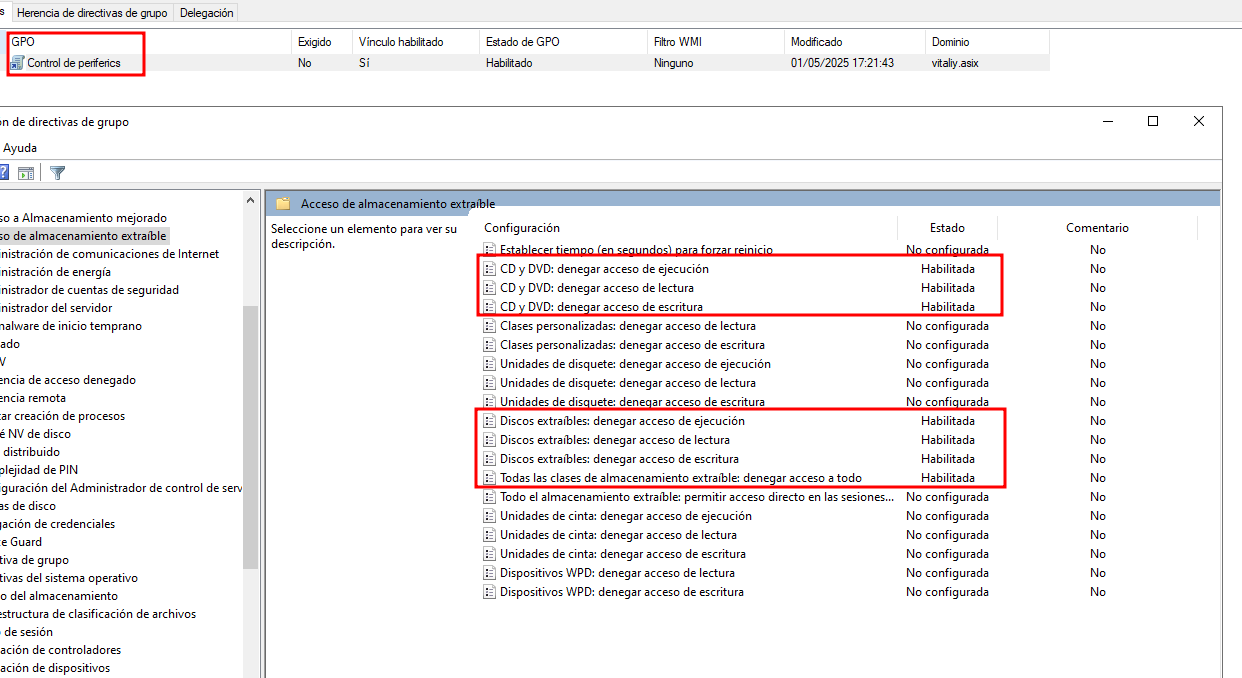 s Herencia de directivas de grupo Delegación
GPO Exigido Vínculo habilitado Estado de GPO Filtro WMI Modificado Dominio
Control de periferics No Sí Habilitado Ninguno 01/05/2025 17:21:43 vitaliy.asix
ón de directivas de grupo
Ayuda
so a Almacenamiento mejorado
so de almacenamiento extraíble
inistración de comunicaciones de Internet
inistración de energía
inistrador de cuentas de seguridad
inistrador del servidor
malware de inicio temprano
ado
V
encia de acceso denegado
encia remota
tar creación de procesos
é NV de disco
distribuido
plejidad de PIN
iguración del Administrador de control de serv
as de disco
gación de credenciales
ce Guard
tiva de grupo
tivas del sistema operativo
o del almacenamiento
estructura de clasificación de archivos
de sesión
ación de controladores
ación de dispositivos
Acceso de almacenamiento extraíble
Seleccione un elemento para ver su
descripción.
Configuración Estado Comentario
Establecer tiempo (en segundos) para forzar reinicio No configurada No
CD y DVD: denegar acceso de ejecución Habilitada No
CD y DVD: denegar acceso de lectura Habilitada No
CD y DVD: denegar acceso de escritura Habilitada No
Clases personalizadas: denegar acceso de lectura No configurada No
Clases personalizadas: denegar acceso de escritura No configurada No
Unidades de disquete: denegar acceso de ejecución No configurada No
Unidades de disquete: denegar acceso de lectura No configurada No
Unidades de disquete: denegar acceso de escritura No configurada No
Discos extraíbles: denegar acceso de ejecución Habilitada No
Discos extraíbles: denegar acceso de lectura Habilitada No
Discos extraíbles: denegar acceso de escritura Habilitada No
Todas las clases de almacenamiento extraíble: denegar acceso a todo Habilitada No
Todo el almacenamiento extraíble: permitir acceso directo en las sesiones... No configurada No
Unidades de cinta: denegar acceso de ejecución No configurada No
Unidades de cinta: denegar acceso de lectura No configurada No
Unidades de cinta: denegar acceso de escritura No configurada No
Dispositivos WPD: denegar acceso de lectura No configurada No
Dispositivos WPD: denegar acceso de escritura No configurada No